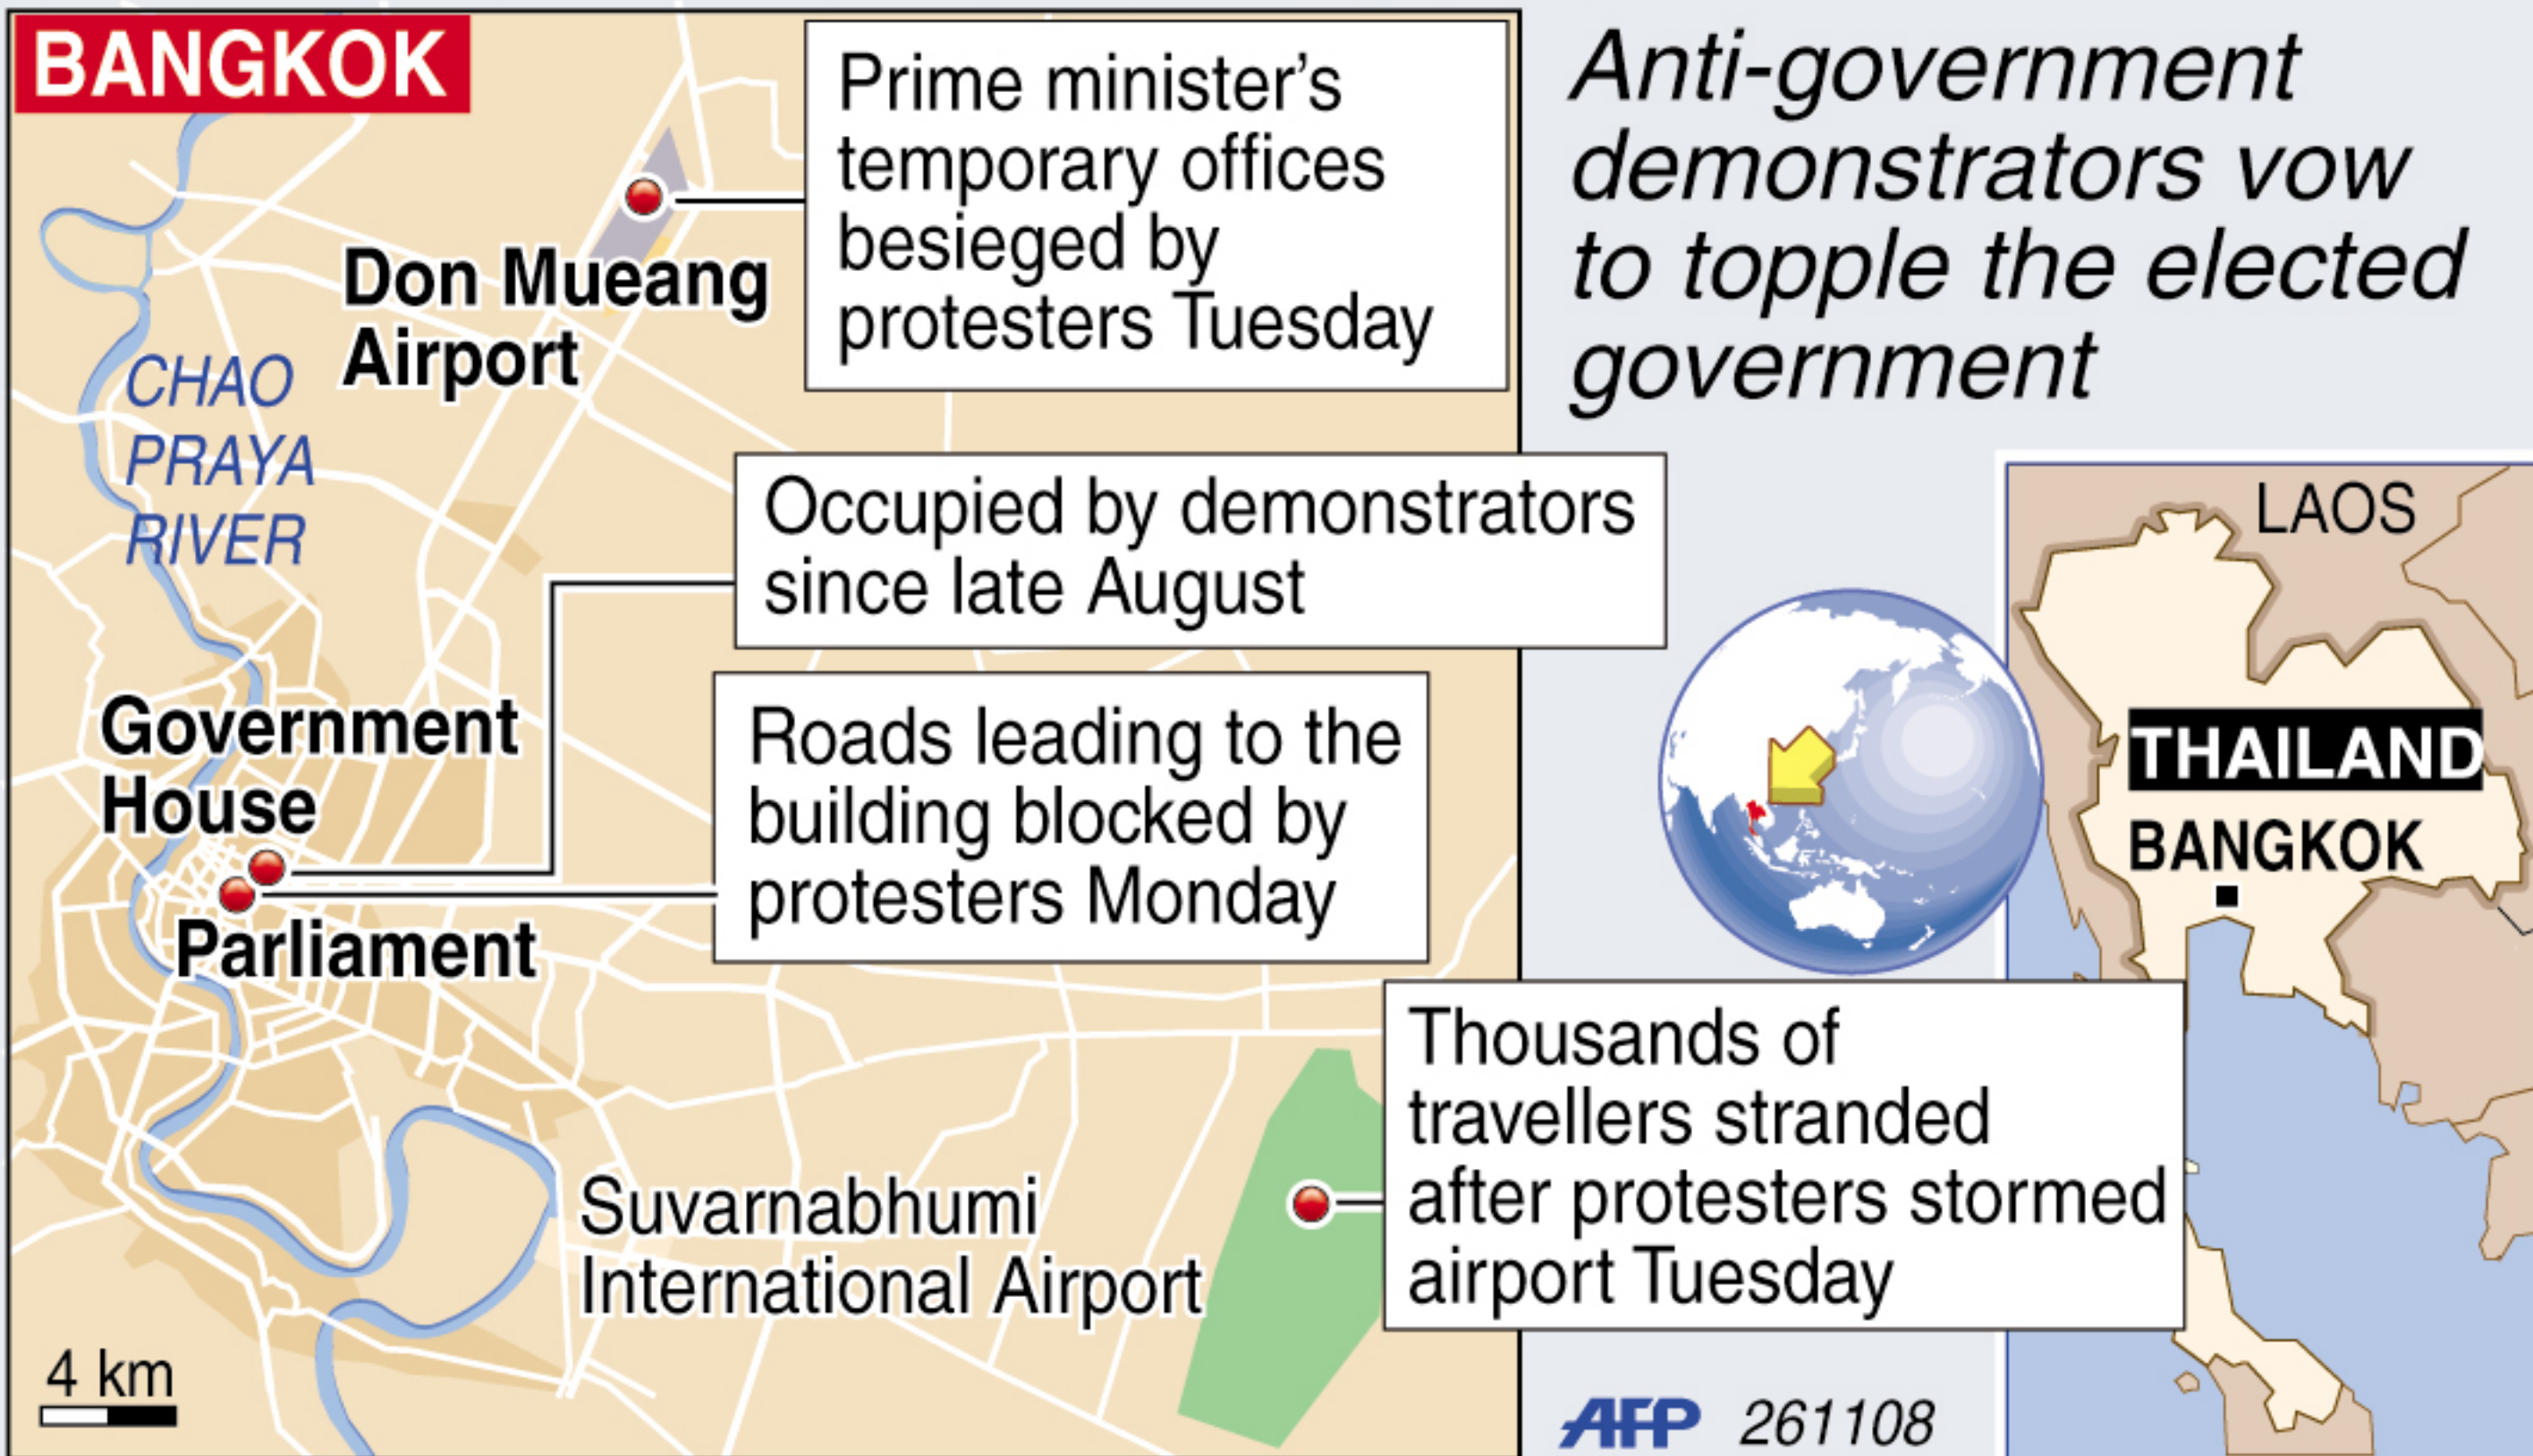 BANGKOK
Prime minister’s
temporary offices
besieged by
protesters Tuesday
Anti-government
demonstrators vow
to topple the elected
government
Don Mueang
Airport
CHAO
PRAYA
RIVER
Occupied by demonstrators
since late August
Government
House
Roads leading to the
building blocked by
protesters Monday
Parliament
LAOS
THAILAND
BANGKOK
Suvarnabhumi
International Airport
Thousands of
travellers stranded
after protesters stormed
airport Tuesday
4 km
AFP 261108